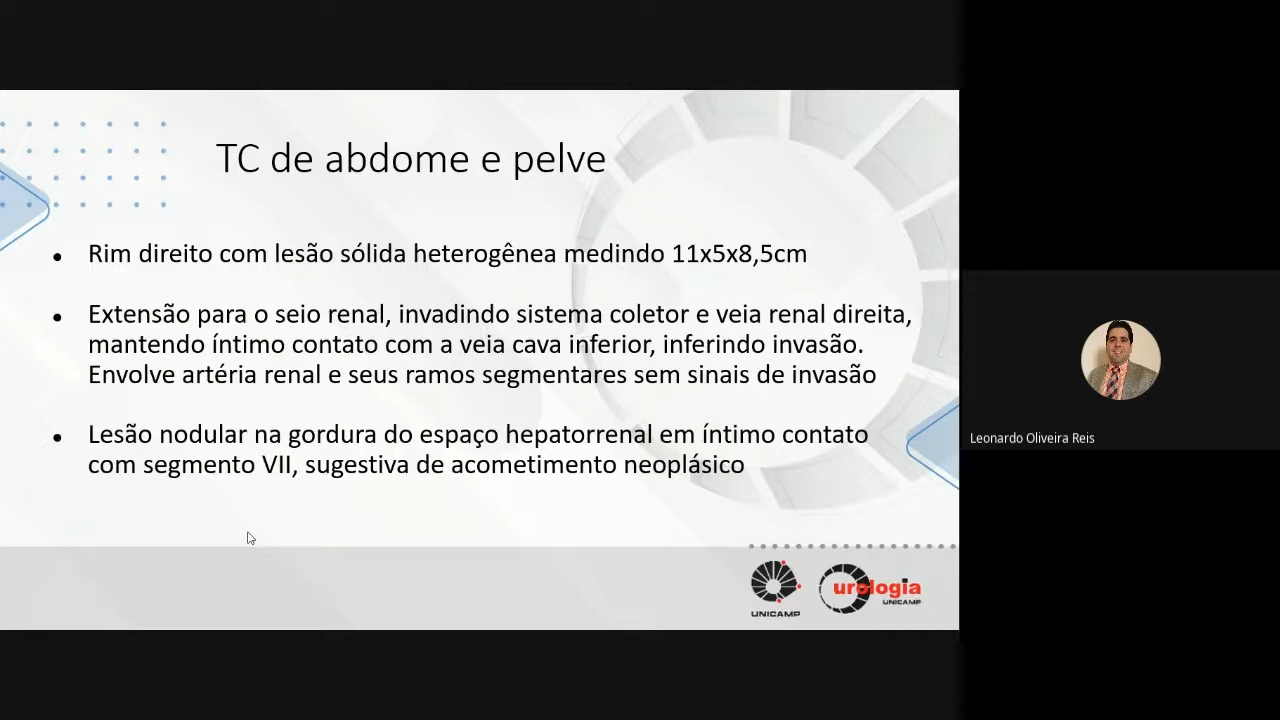 TC de abdome e pelve
• Rim direito com lesão sólida heterogênea medindo 11x5x8,5cm
• Extensão para o seio renal, invadindo sistema coletor e veia renal direita,
mantendo íntimo contato com a veia cava inferior, inferindo invasão.
Envolve artéria renal e seus ramos segmentares sem sinais de invasão
• Lesão nodular na gordura do espaço hepatorrenal em íntimo contato
com segmento VII, sugestiva de acometimento neoplásico
UNICAMP
urologia
UNICAMP
Leonardo Oliveira Reis